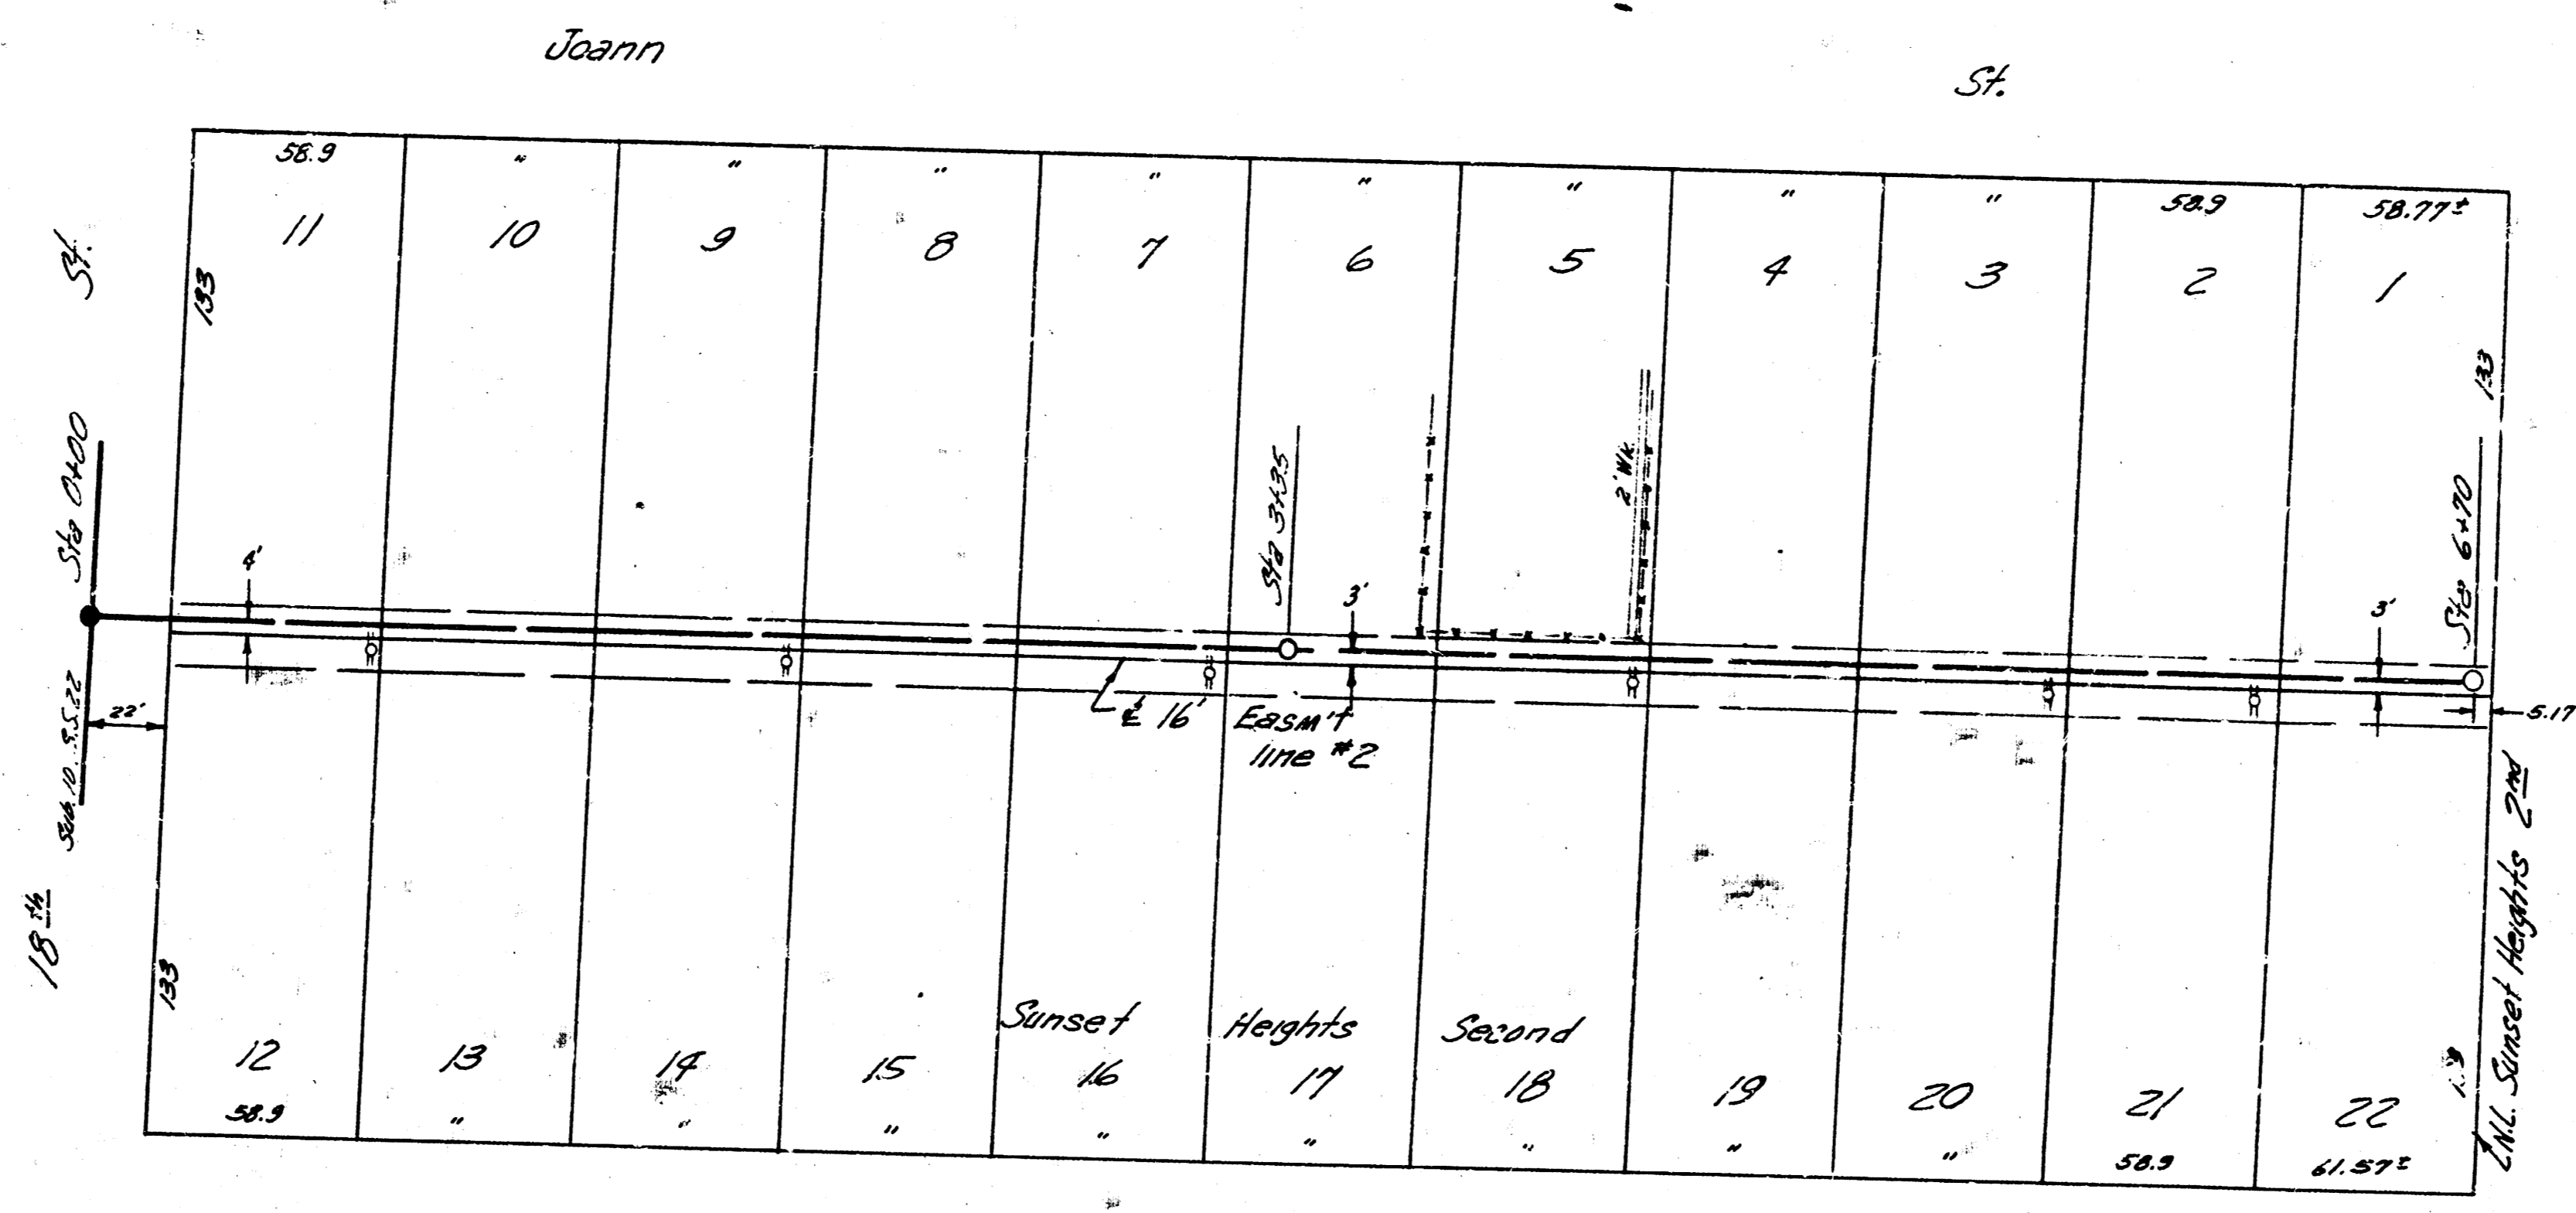 Joann St.
58.9 " " " " " " " " 58.9 58.77±
11 10 9 8 7 6 5 4 3 2 1
St.
133
133
2' Wk.
Sta 0+00
Sta 3+35
Sta 6+70
4'
3'
3'
22'
5.17
℄ 16' Easm't
line #2
18th
133
Sunset Heights Second
12 13 14 15 16 17 18 19 20 21 22
58.9 " " " " " " " " 58.9 61.57±
N.L. Sunset Heights 2nd